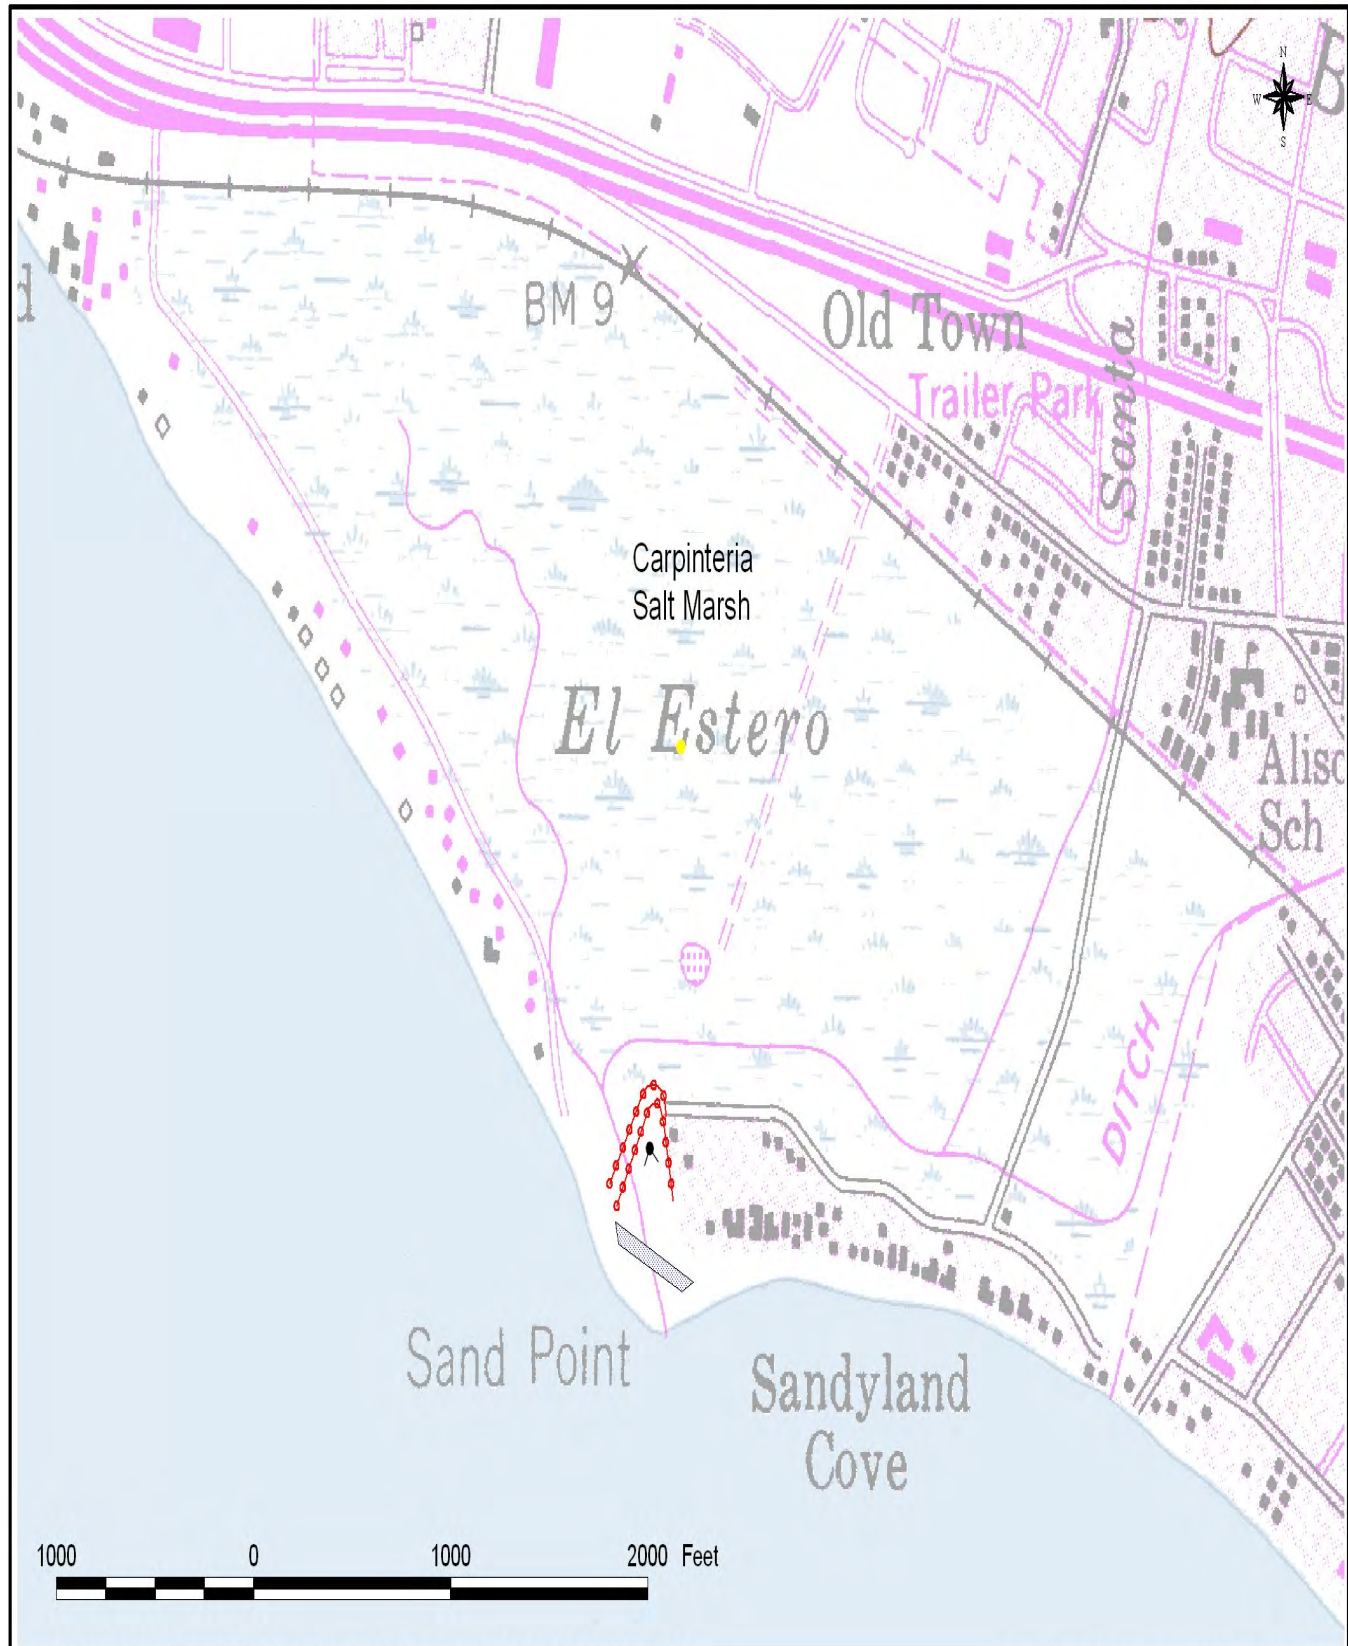 N
W E
S
B
d
BM 9
Old Town
Trailer Park
Santa
Carpinteria
Salt Marsh
El Estero
Aliso
Sch
DITCH
Sand Point
Sandyland
Cove
1000 0 1000 2000 Feet